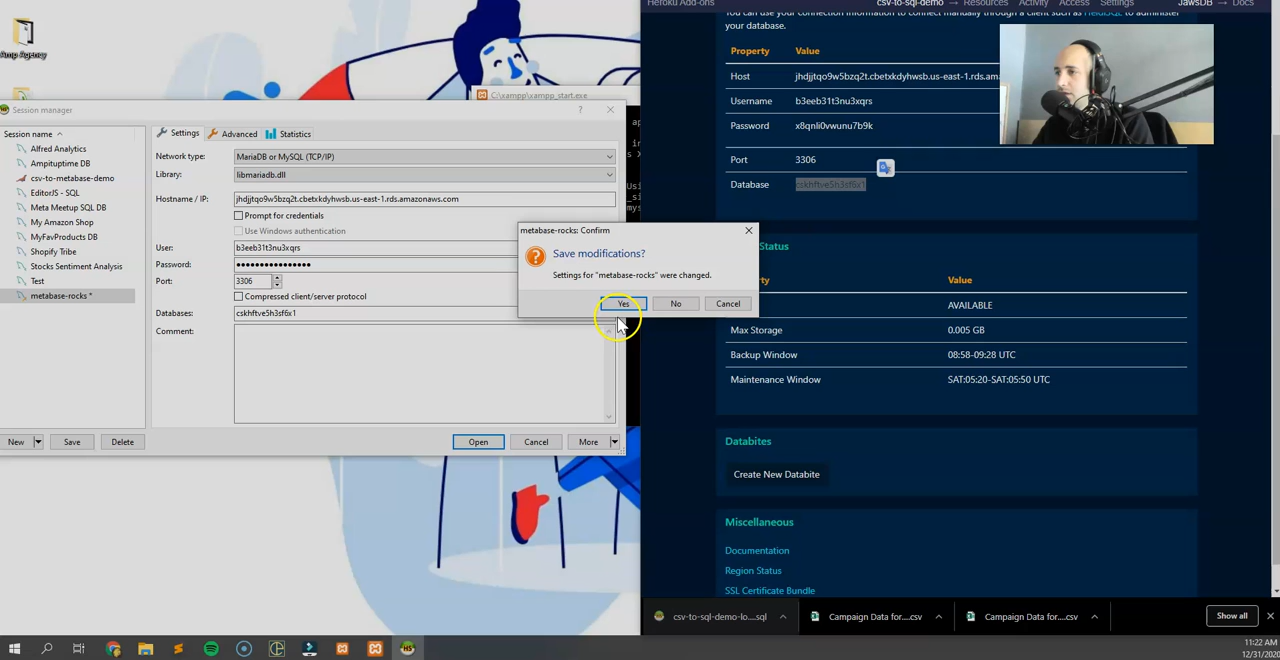 Heroku Add-ons
csv-to-sql-demo → Resources Activity Access Settings
JawsDB → Docs
You can use your connection information to connect manually through a client such as HeidiSQL to administer
your database.
Property Value
Host jhdjjtqo9w5bzq2t.cbetxkdyhwsb.us-east-1.rds.ama
Username b3eeb31t3nu3xqrs
Password x8qnli0vwunu7b9k
Port 3306
Database cskhftve5h3sf6x1
Status
ty Value
AVAILABLE
Max Storage 0.005 GB
Backup Window 08:58-09:28 UTC
Maintenance Window SAT:05:20-SAT:05:50 UTC
Databites
Create New Databite
Miscellaneous
Documentation
Region Status
SSL Certificate Bundle
Amp Agency
C:\xampp\xampp_start.exe
Session manager ?
Session name
Alfred Analytics
Ampituptime DB
csv-to-metabase-demo
EditorJS - SQL
Meta Meetup SQL DB
My Amazon Shop
MyFavProducts DB
Shopify Tribe
Stocks Sentiment Analysis
Test
metabase-rocks *
Settings Advanced Statistics
Network type: MariaDB or MySQL (TCP/IP)
Library: libmariadb.dll
Hostname / IP: jhdjjtqo9w5bzq2t.cbetxkdyhwsb.us-east-1.rds.amazonaws.com
Prompt for credentials
Use Windows authentication
User: b3eeb31t3nu3xqrs
Password: ••••••••••••••••
Port: 3306
Compressed client/server protocol
Databases: cskhftve5h3sf6x1
Comment:
New Save Delete
Open Cancel More
metabase-rocks: Confirm
Save modifications?
Settings for "metabase-rocks" were changed.
Yes No Cancel
csv-to-sql-demo-lo....sql
Campaign Data for....csv
Campaign Data for....csv
Show all
HS
11:22 AM
12/31/2020